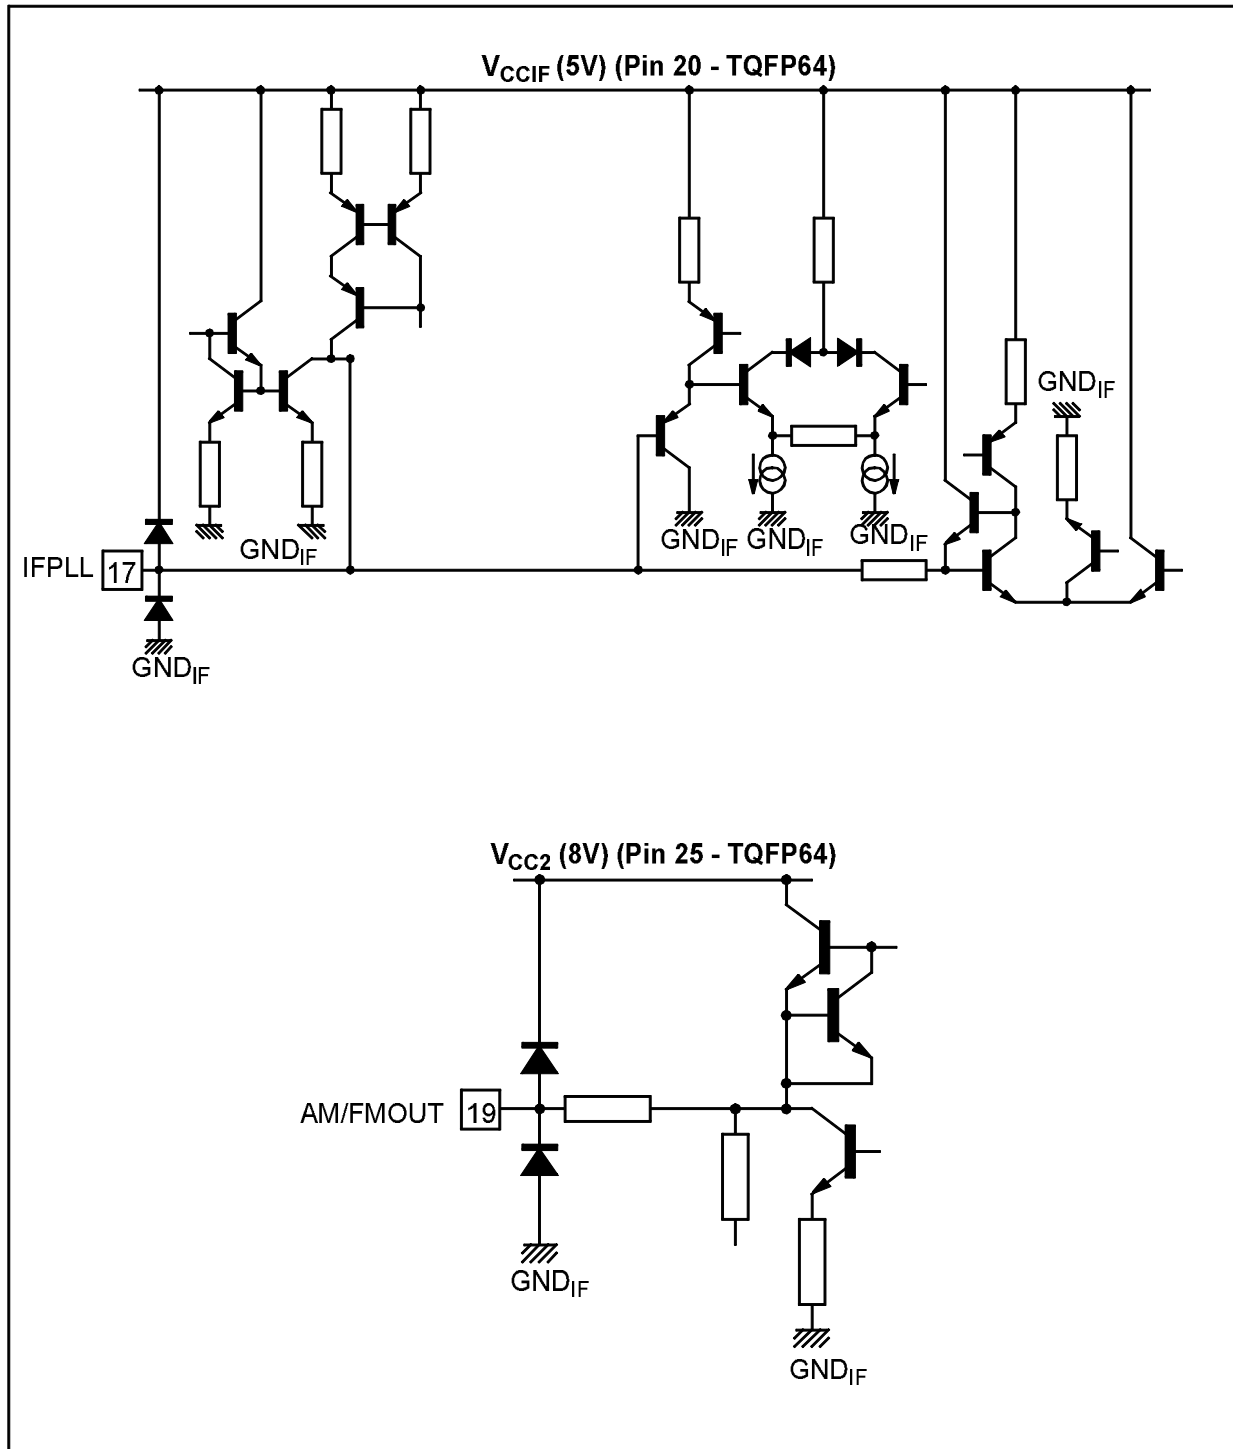 VCCIF (5V) (Pin 20 - TQFP64)
GNDIF
GNDIF
GNDIF GNDIF GNDIF
IFPLL 17
GNDIF
VCC2 (8V) (Pin 25 - TQFP64)
AM/FMOUT 19
GNDIF
GNDIF